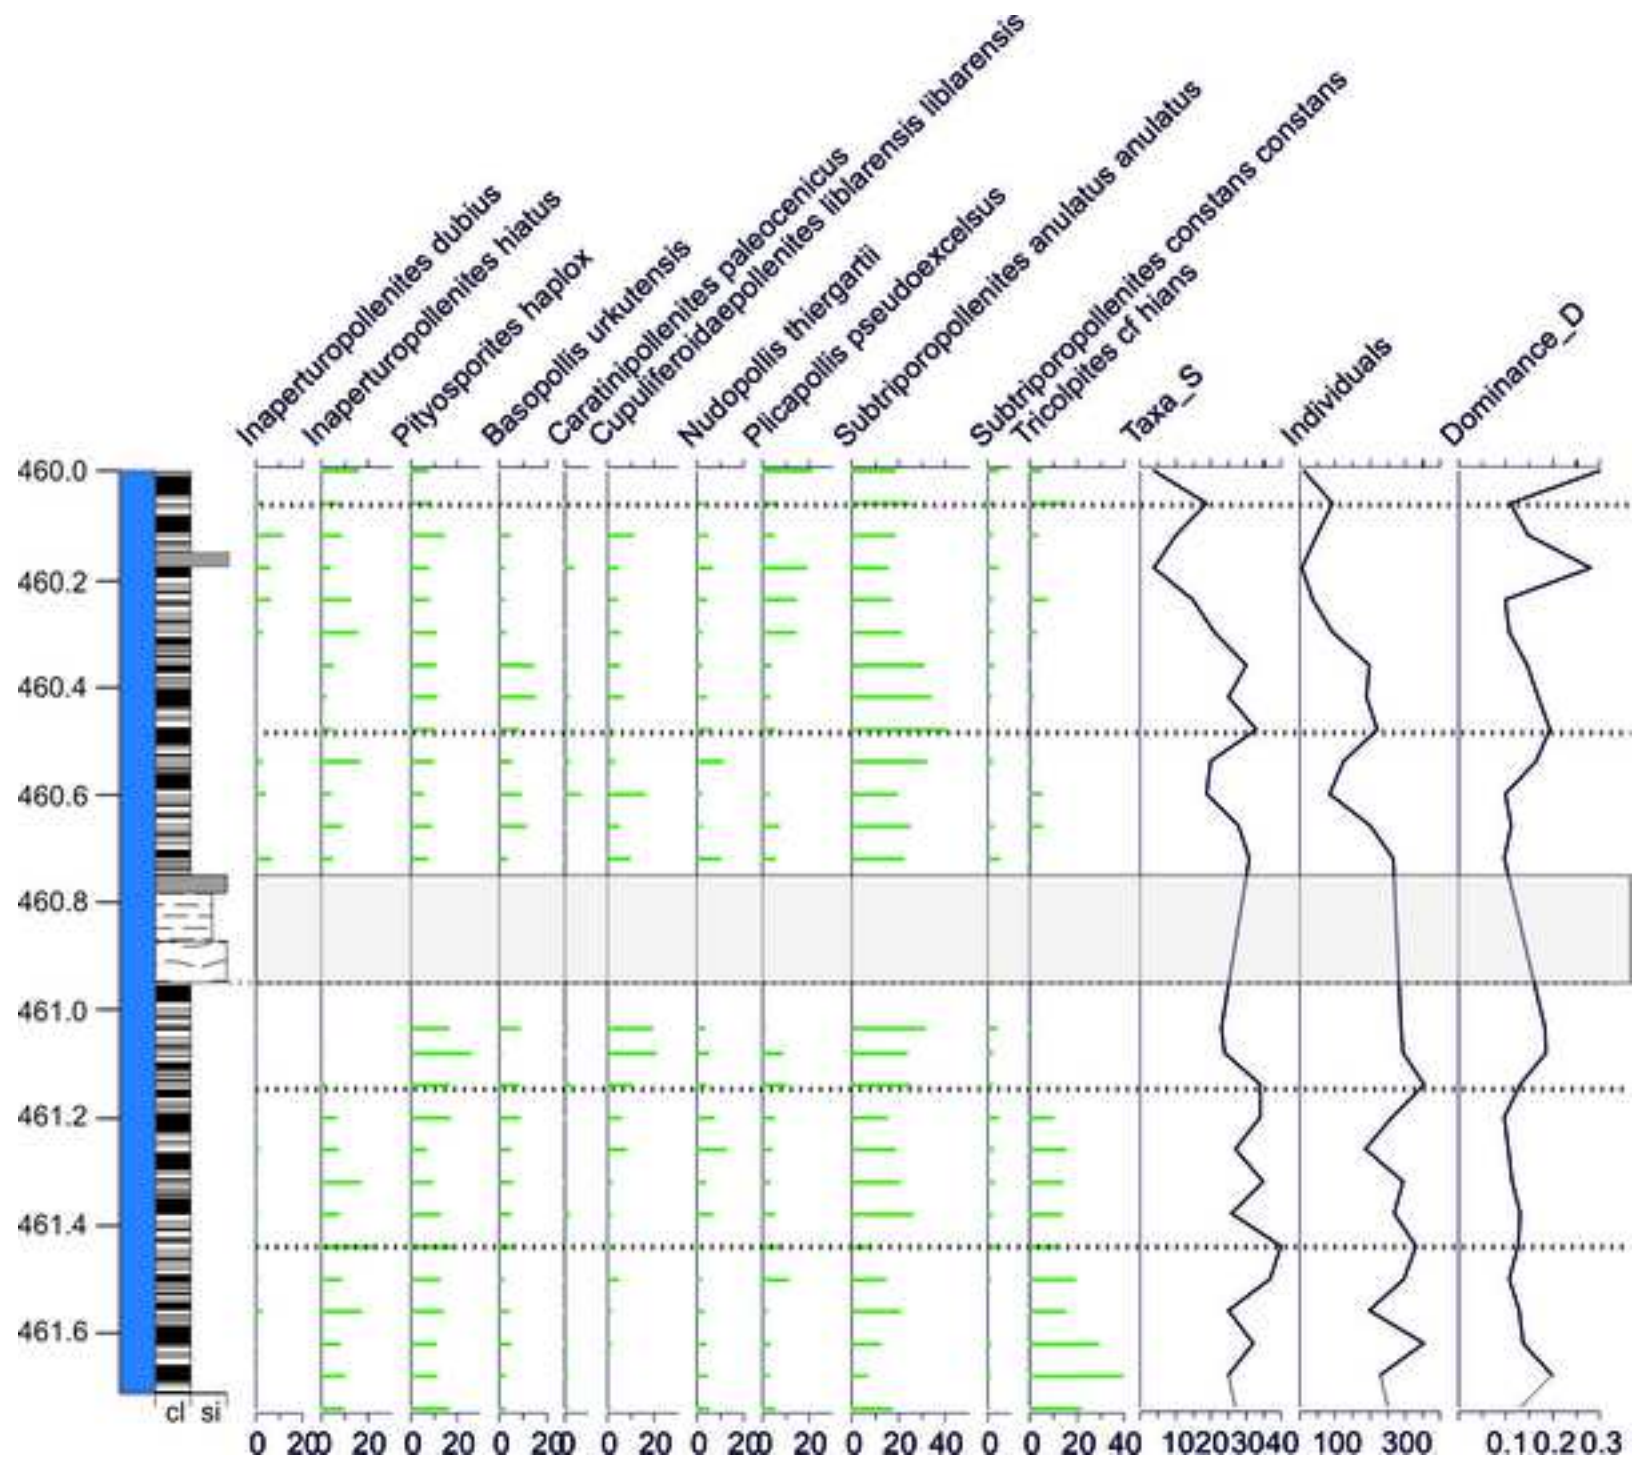 Inaperturopollenites dubius
Inaperturopollenites hiatus
Pityosporites haplox
Basopollis urkutensis
Caratinipollenites paleocenicus
Cupuliferoidaepollenites liblarensis liblarensis
Nudopollis thiergartii
Plicapollis pseudoexcelsus
Subtriporopollenites anulatus anulatus
Subtriporopollenites constans constans
Tricolpites cf hians
Taxa_S
Individuals
Dominance_D
460.0
460.2
460.4
460.6
460.8
461.0
461.2
461.4
461.6
cl si
0 20 0 20 0 20 0 20 0 0 20 0 20 0 20 0 20 40 0 0 20 40 10 20 30 40 0 100 300 0.1 0.2 0.3